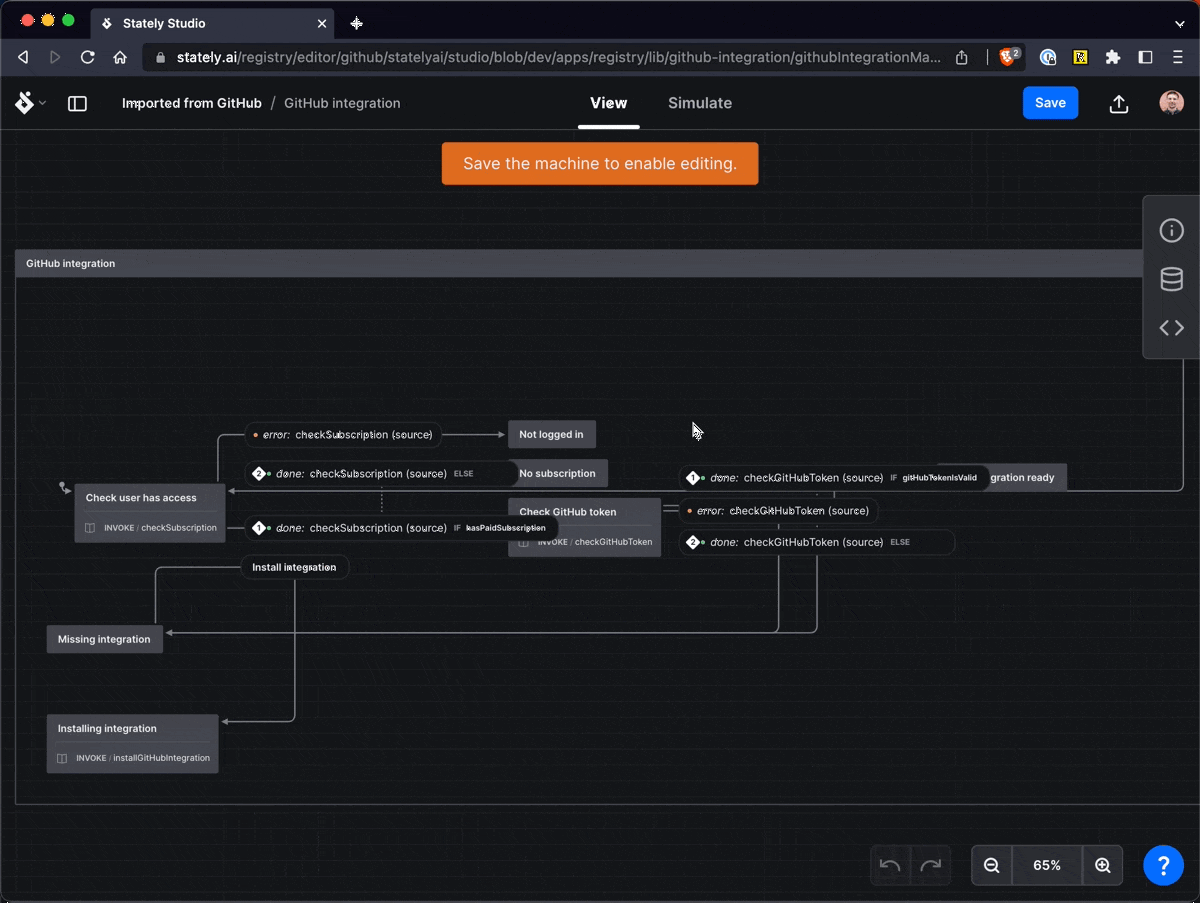 Stately Studio
stately.ai/registry/editor/github/statelyai/studio/blob/dev/apps/registry/lib/github-integration/githubIntegrationMa...
2
Imported from GitHub / GitHub integration
View
Simulate
Save
Save the machine to enable editing.
GitHub integration
error: checkSubscription (source)
Not logged in
2 done: checkSubscription (source) ELSE
No subscription
1 done: checkGitHubToken (source) IF gitHubTokenIsValid
gration ready
Check user has access
INVOKE / checkSubscription
Check GitHub token
INVOKE / checkGitHubToken
error: checkGitHubToken (source)
1 done: checkSubscription (source) IF hasPaidSubscription
2 done: checkGitHubToken (source) ELSE
Install integration
Missing integration
Installing integration
INVOKE / installGitHubIntegration
65%
?